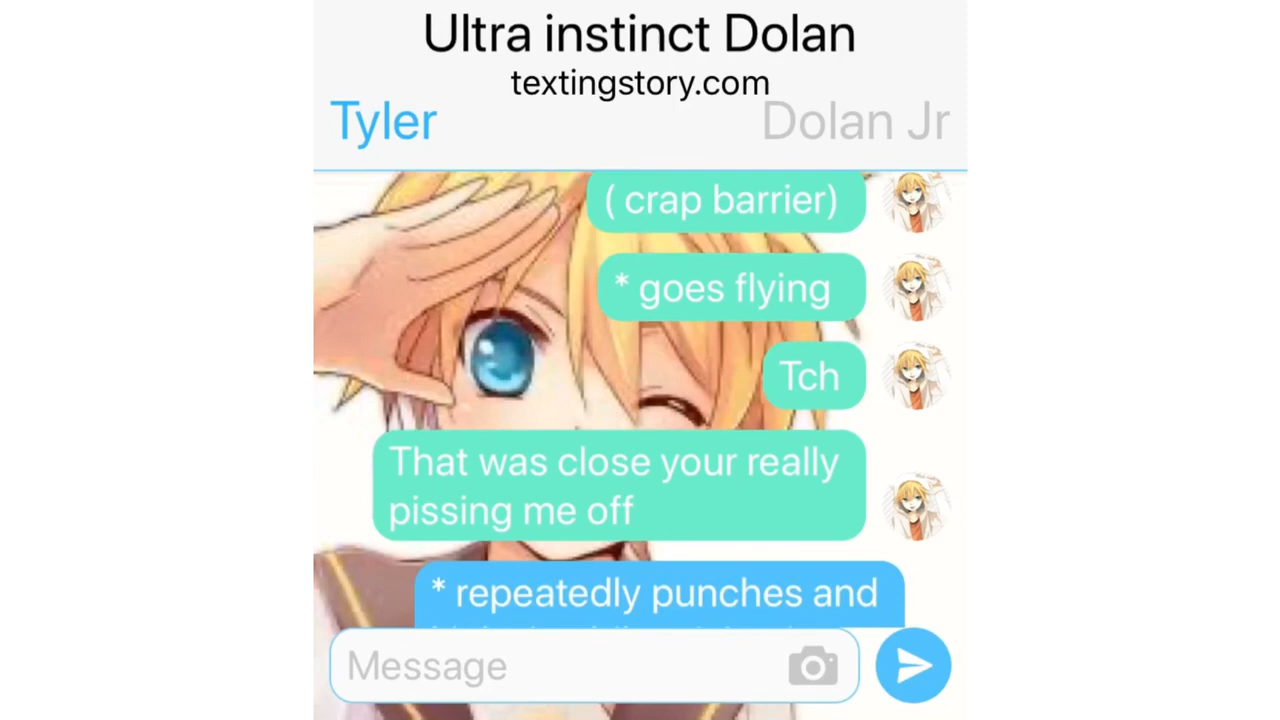 Ultra instinct Dolan
textingstory.com
Tyler
Dolan Jr
( crap barrier)
* goes flying
Tch
That was close your really
pissing me off
* repeatedly punches and
Message